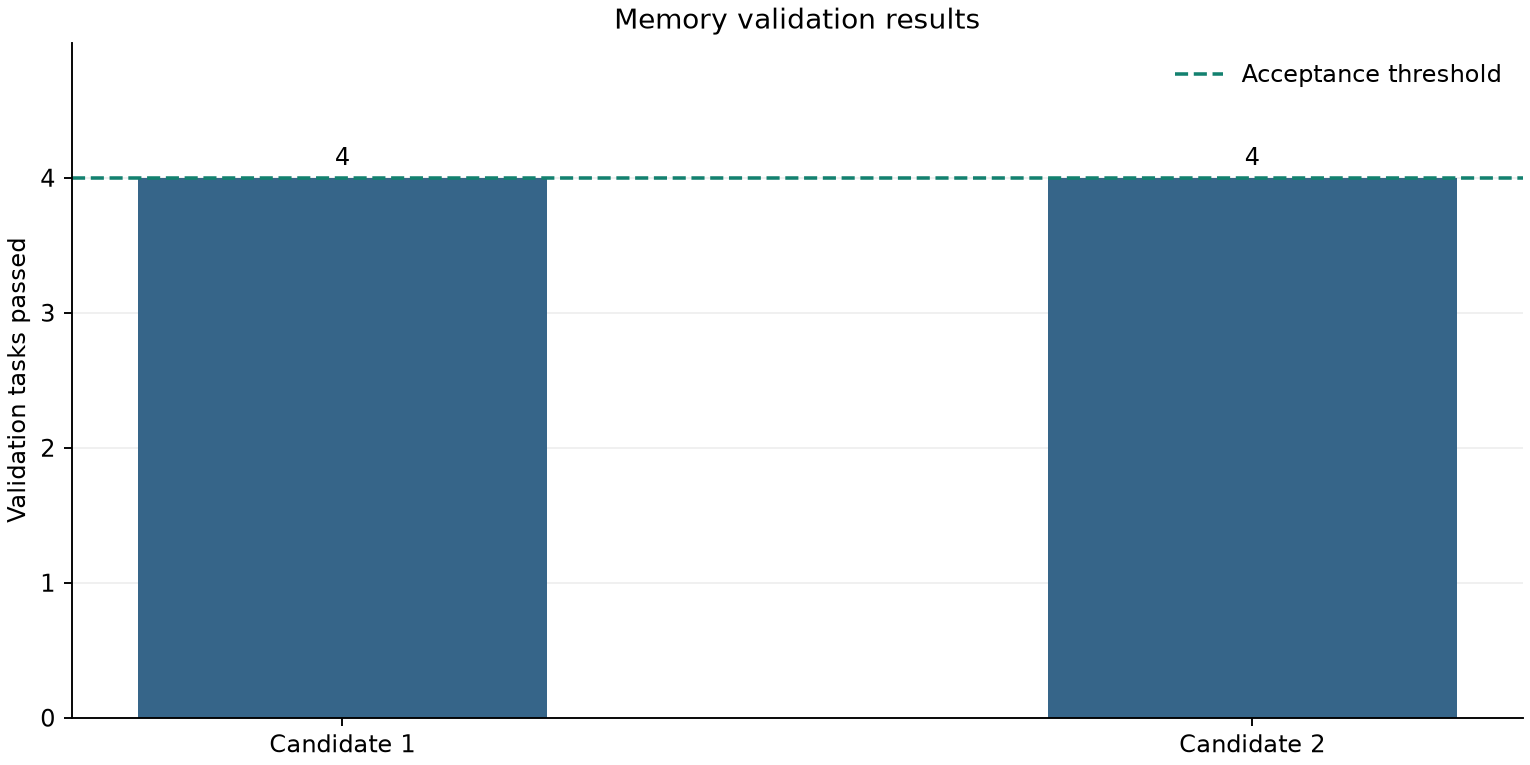 Memory validation results
Acceptance threshold
4
4
Validation tasks passed
4
3
2
1
0
Candidate 1
Candidate 2